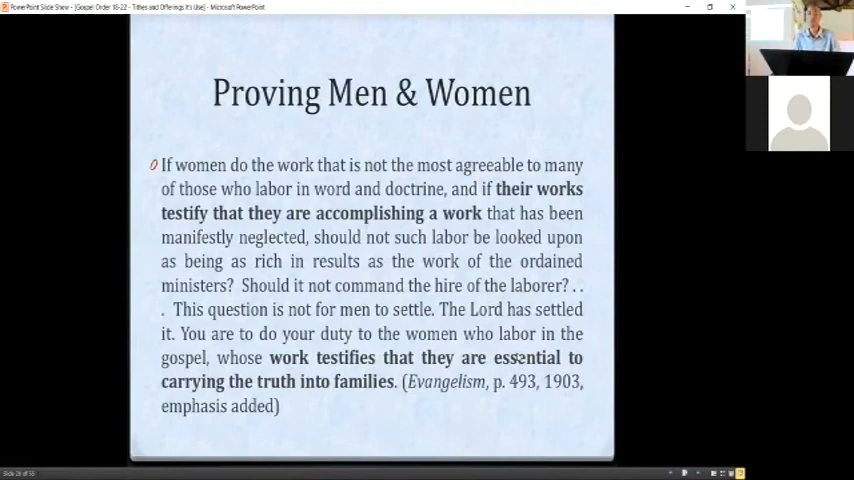 PowerPoint Slide Show - [Gospel Order 16-22 - Tithes and Offerings It's Use] - Microsoft PowerPoint
Proving Men & Women
If women do the work that is not the most agreeable to many
of those who labor in word and doctrine, and if their works
testify that they are accomplishing a work that has been
manifestly neglected, should not such labor be looked upon
as being as rich in results as the work of the ordained
ministers? Should it not command the hire of the laborer? . .
. This question is not for men to settle. The Lord has settled
it. You are to do your duty to the women who labor in the
gospel, whose work testifies that they are essential to
carrying the truth into families. (Evangelism, p. 493, 1903,
emphasis added)